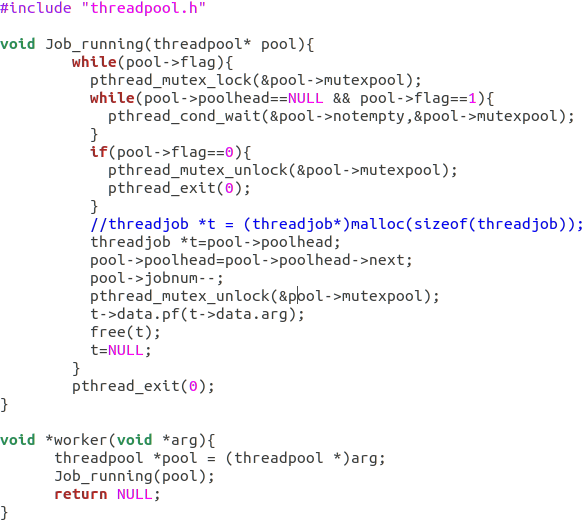 #include "threadpool.h"

void Job_running(threadpool* pool){
        while(pool->flag){
          pthread_mutex_lock(&pool->mutexpool);
          while(pool->poolhead==NULL && pool->flag==1){
            pthread_cond_wait(&pool->notempty,&pool->mutexpool);
          }
          if(pool->flag==0){
            pthread_mutex_unlock(&pool->mutexpool);
            pthread_exit(0);
          }
          //threadjob *t = (threadjob*)malloc(sizeof(threadjob));
          threadjob *t=pool->poolhead;
          pool->poolhead=pool->poolhead->next;
          pool->jobnum--;
          pthread_mutex_unlock(&pool->mutexpool);
          t->data.pf(t->data.arg);
          free(t);
          t=NULL;
        }
        pthread_exit(0);
}

void *worker(void *arg){
      threadpool *pool = (threadpool *)arg;
      Job_running(pool);
      return NULL;
}